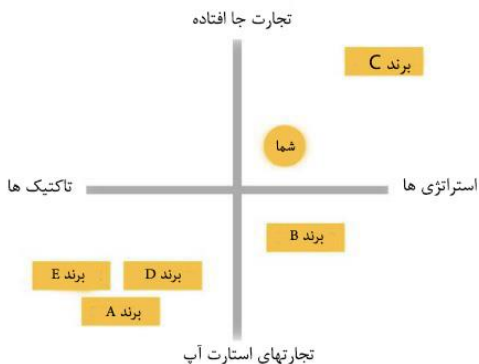 تجارت جا افتاده
برند C
شما
استراتژی ها
تاکتیک ها
برند B
برند D
برند E
برند A
تجارتهای استارت آپ